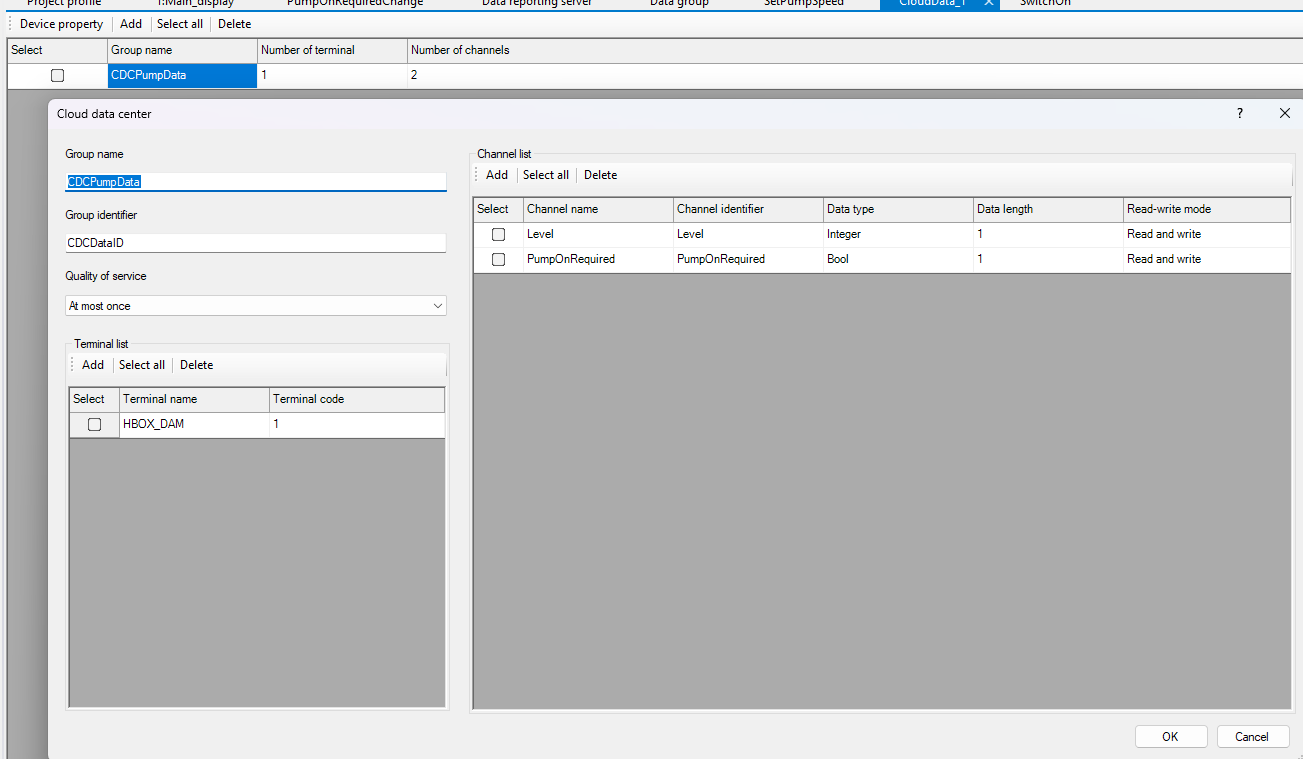 Project profile T:Main_display PumpOnRequiredChange Data reporting server Data group SetPumpSpeed CloudData_1 SwitchOn
Device property Add Select all Delete
Select Group name Number of terminal Number of channels
CDCPumpData 1 2
Cloud data center ?
Group name
CDCPumpData
Group identifier
CDCDataID
Quality of service
At most once
Terminal list
Add Select all Delete
Select Terminal name Terminal code
HBOX_DAM 1
Channel list
Add Select all Delete
Select Channel name Channel identifier Data type Data length Read-write mode
Level Level Integer 1 Read and write
PumpOnRequired PumpOnRequired Bool 1 Read and write
OK Cancel